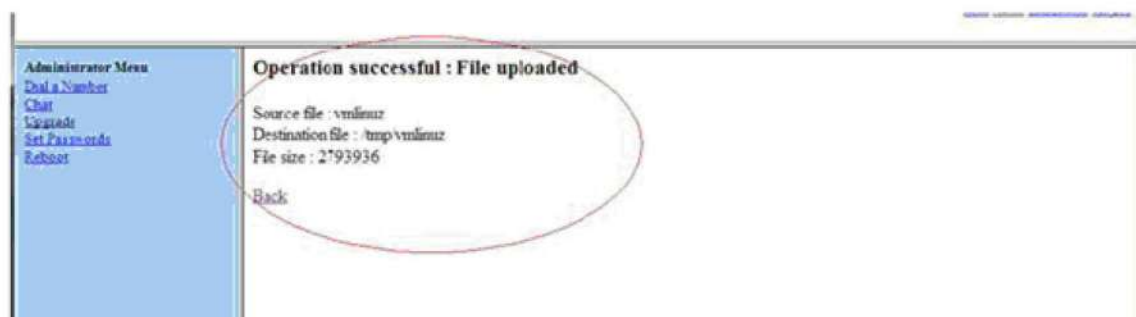 Administrator Menu
Dial a Number
Chat
Upgrade
Set Passwords
Reboot
Operation successful : File uploaded
Source file : vmlinuz
Destination file : /tmp/vmlinuz
File size : 2793936
Back